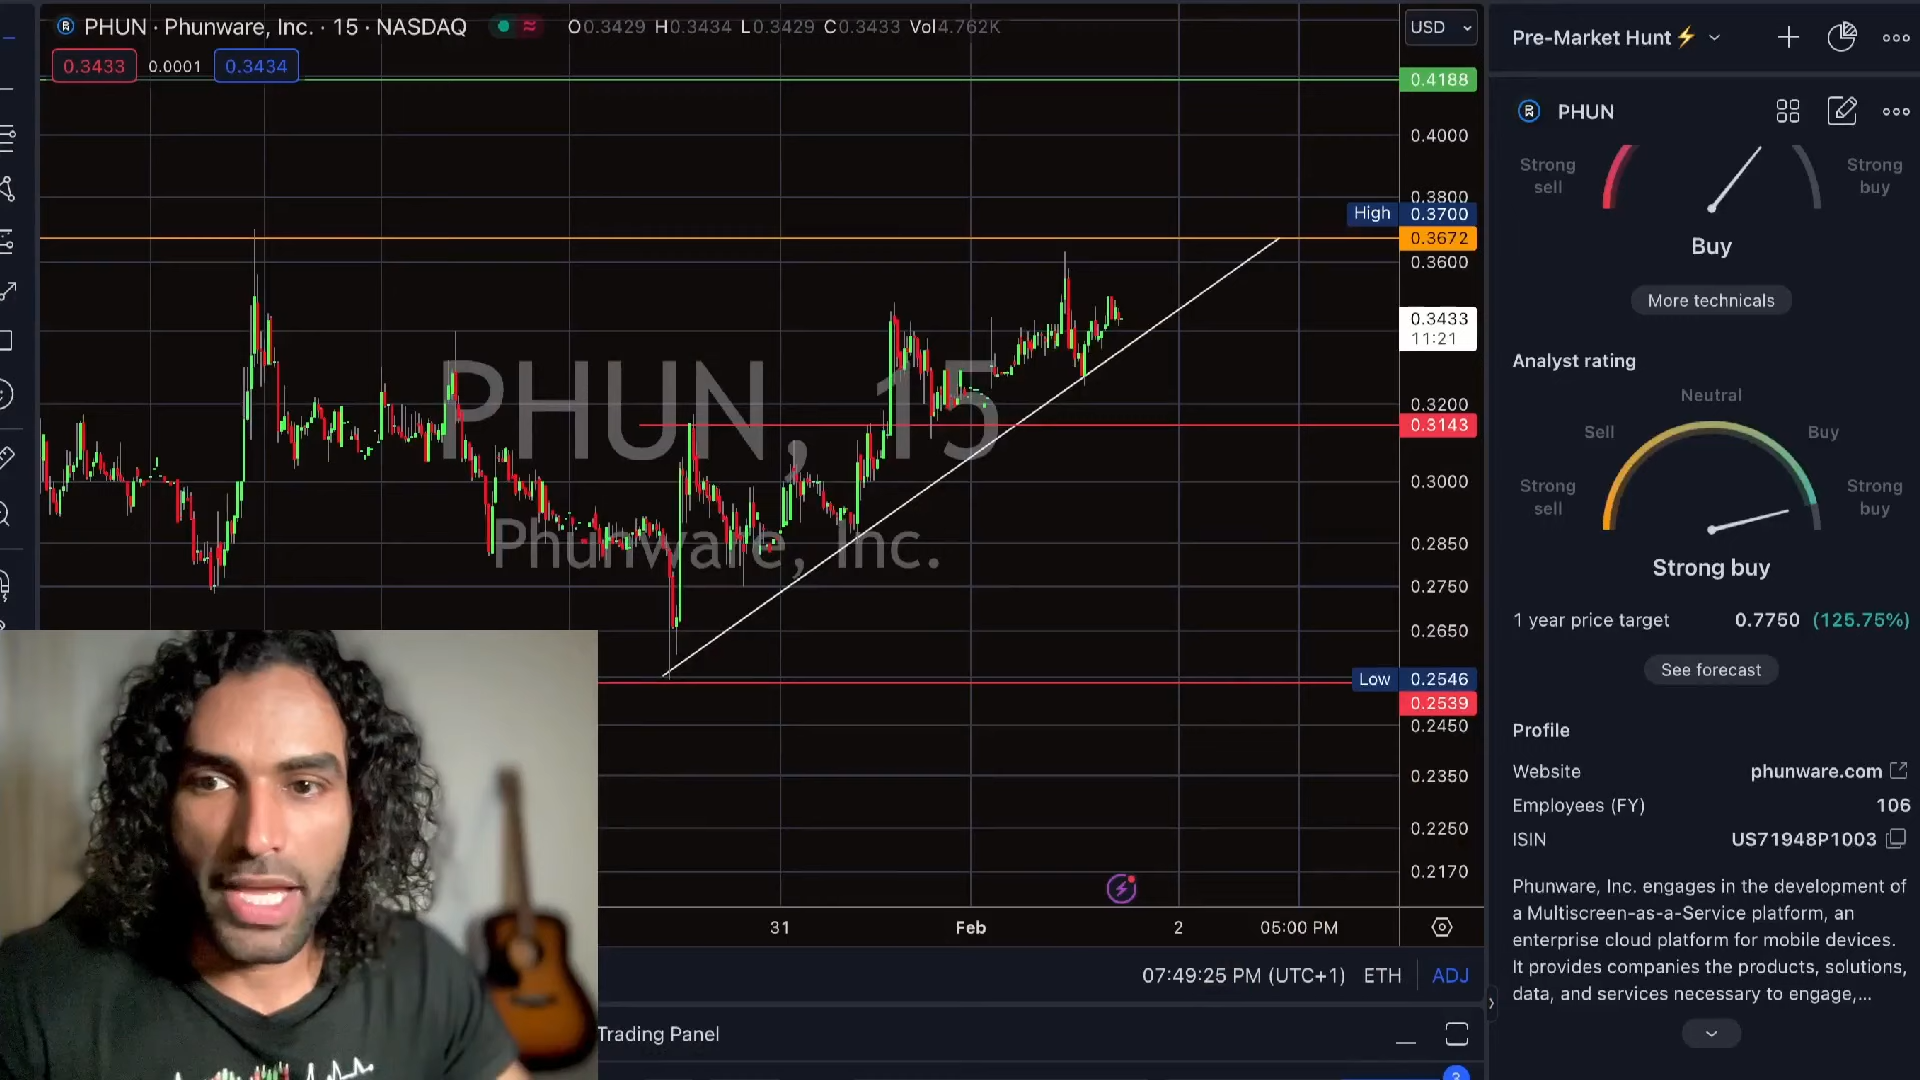 PHUN · Phunware, Inc. · 15 · NASDAQ
O0.3429 H0.3434 L0.3429 C0.3433 Vol4.762K
0.3433 0.0001 0.3434
USD
0.4188
0.4000
0.3800
High 0.3700
0.3672
0.3600
0.3433
11:21
0.3200
0.3143
0.3000
0.2850
0.2750
0.2650
Low 0.2546
0.2539
0.2450
0.2350
0.2250
0.2170
PHUN, 15
Phunware, Inc.
31 Feb 2 05:00 PM
07:49:25 PM (UTC+1) ETH ADJ
Trading Panel
Pre-Market Hunt⚡
PHUN
Strong sell
Strong buy
Buy
More technicals
Analyst rating
Neutral
Sell
Buy
Strong sell
Strong buy
Strong buy
1 year price target 0.7750 (125.75%)
See forecast
Profile
Website phunware.com
Employees (FY) 106
ISIN US71948P1003
Phunware, Inc. engages in the development of
a Multiscreen-as-a-Service platform, an
enterprise cloud platform for mobile devices.
It provides companies the products, solutions,
data, and services necessary to engage,...